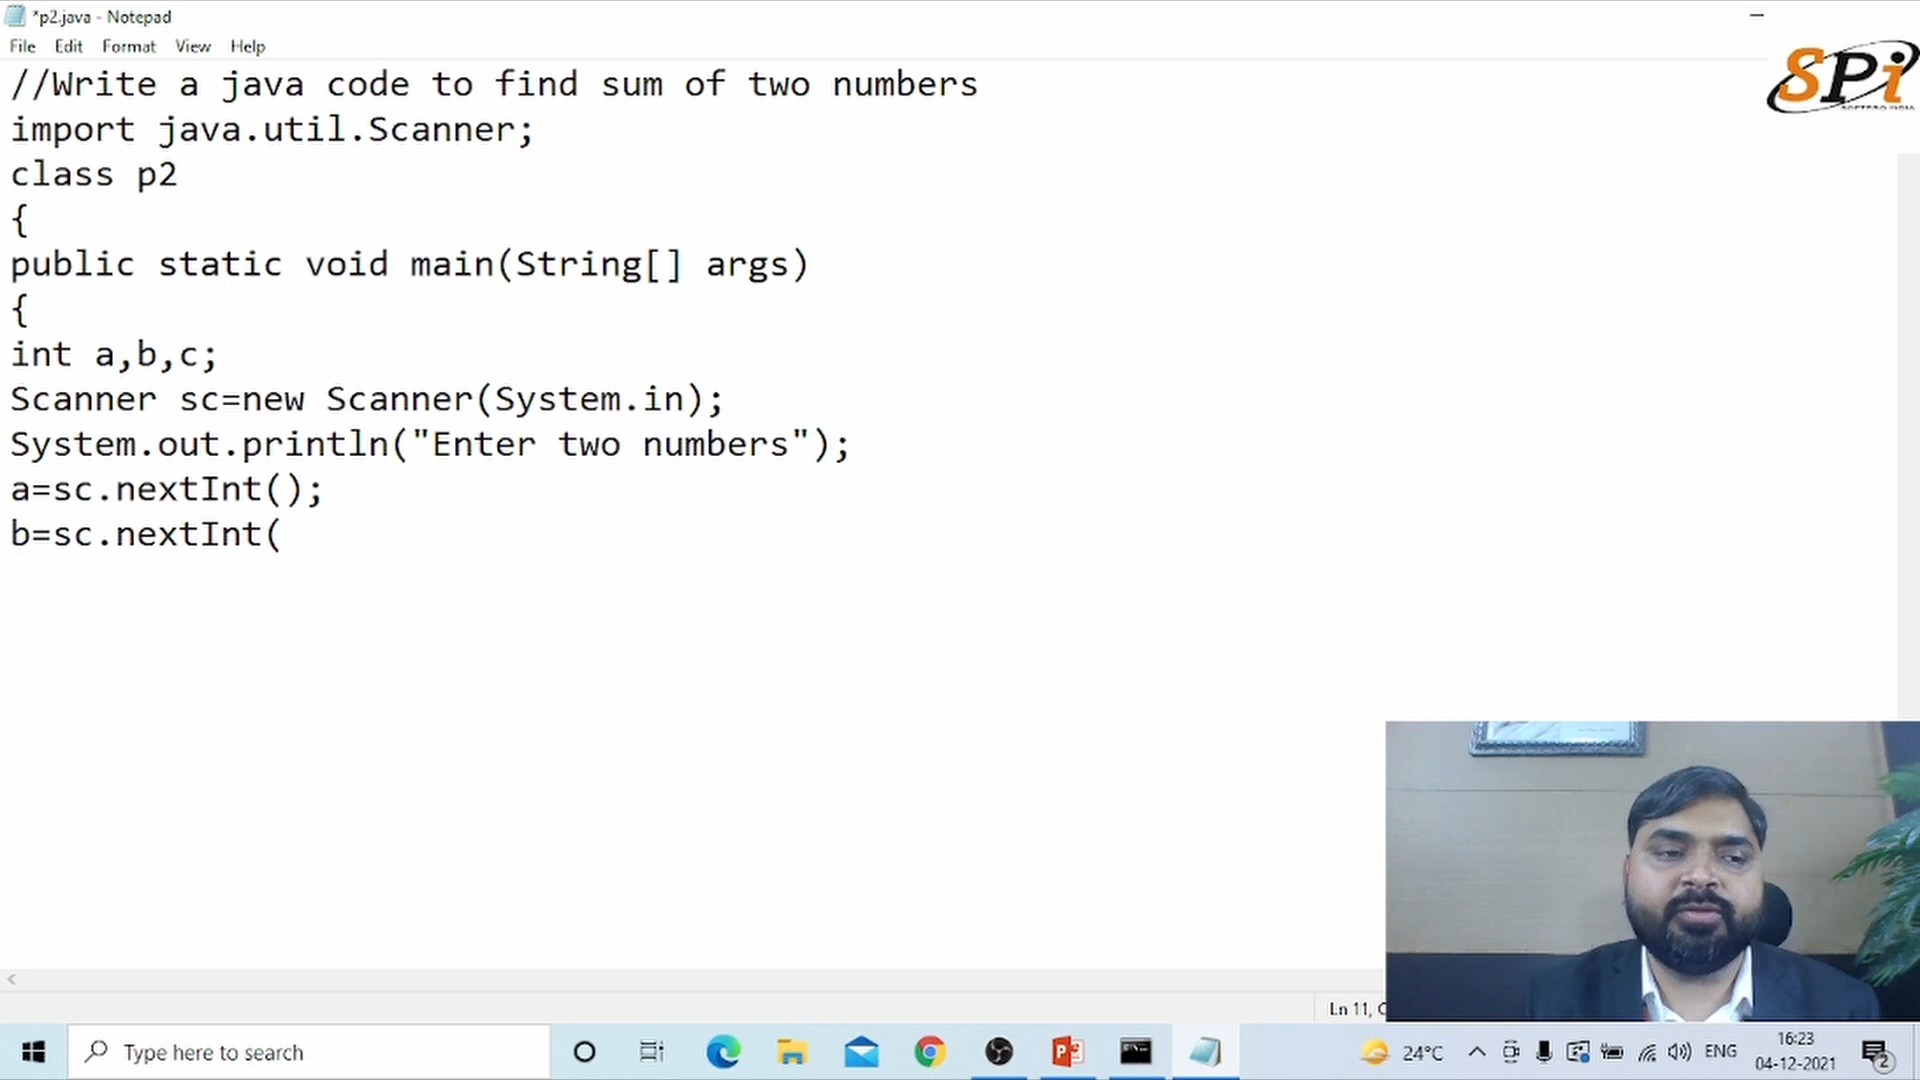 *p2.java - Notepad
File Edit Format View Help
SPi
//Write a java code to find sum of two numbers
import java.util.Scanner;
class p2
{
public static void main(String[] args)
{
int a,b,c;
Scanner sc=new Scanner(System.in);
System.out.println("Enter two numbers");
a=sc.nextInt();
b=sc.nextInt(
Ln 11, C
Type here to search
24°C
ENG
16:23
04-12-2021
2